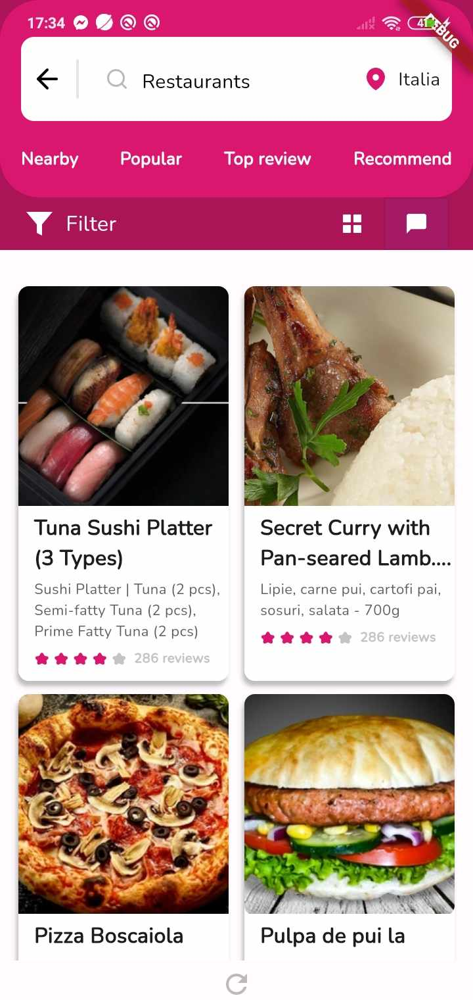 17:34
DEBUG
Restaurants
Italia
Nearby Popular Top review Recommend
Filter
Tuna Sushi Platter
(3 Types)
Sushi Platter | Tuna (2 pcs),
Semi-fatty Tuna (2 pcs),
Prime Fatty Tuna (2 pcs)
286 reviews
Secret Curry with
Pan-seared Lamb....
Lipie, carne pui, cartofi pai,
sosuri, salata - 700g
286 reviews
Pizza Boscaiola
Pulpa de pui la